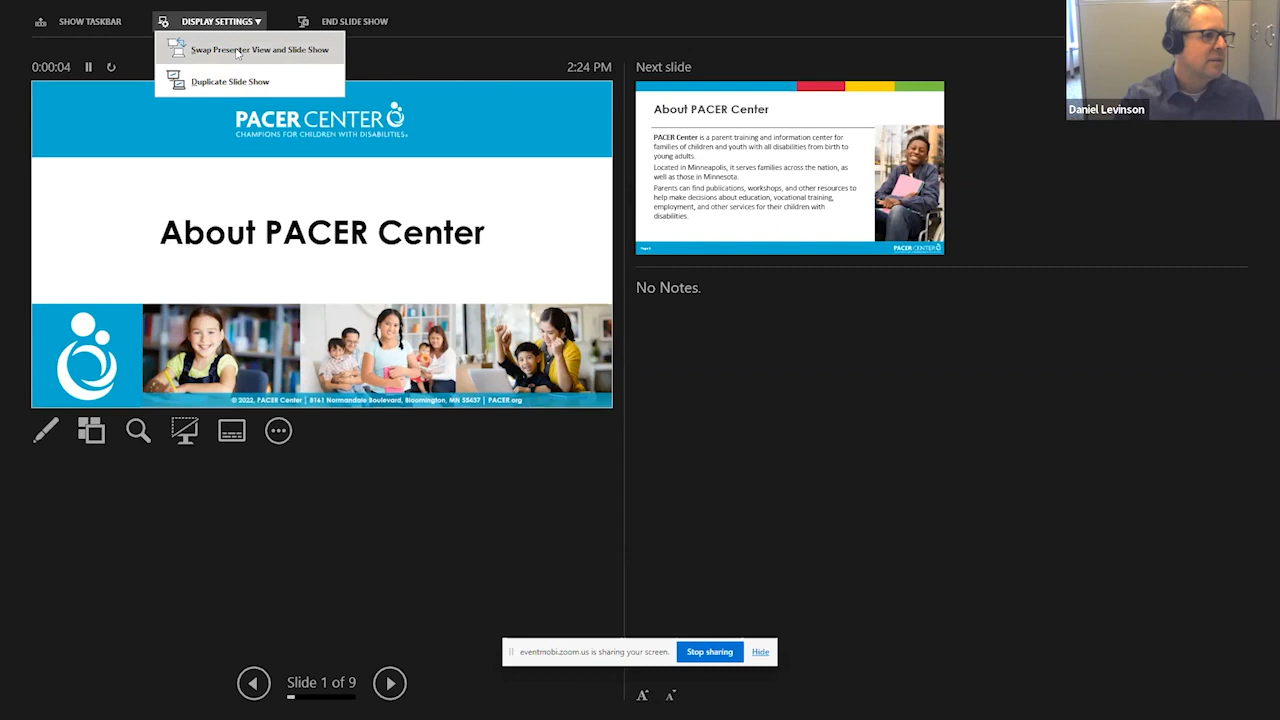 SHOW TASKBAR
DISPLAY SETTINGS ▼
END SLIDE SHOW
Swap Presenter View and Slide Show
Duplicate Slide Show
0:00:04
2:24 PM
PACER CENTER
CHAMPIONS FOR CHILDREN WITH DISABILITIES®
About PACER Center
© 2022, PACER Center | 8161 Normandale Boulevard, Bloomington, MN 55437 | PACER.org
Next slide
About PACER Center
PACER Center is a parent training and information center for
families of children and youth with all disabilities from birth to
young adults.
Located in Minneapolis, it serves families across the nation, as
well as those in Minnesota.
Parents can find publications, workshops, and other resources to
help make decisions about education, vocational training,
employment, and other services for their children with
disabilities.
PACER CENTER
No Notes.
Daniel Levinson
eventmobi.zoom.us is sharing your screen.
Stop sharing
Hide
Slide 1 of 9
A A